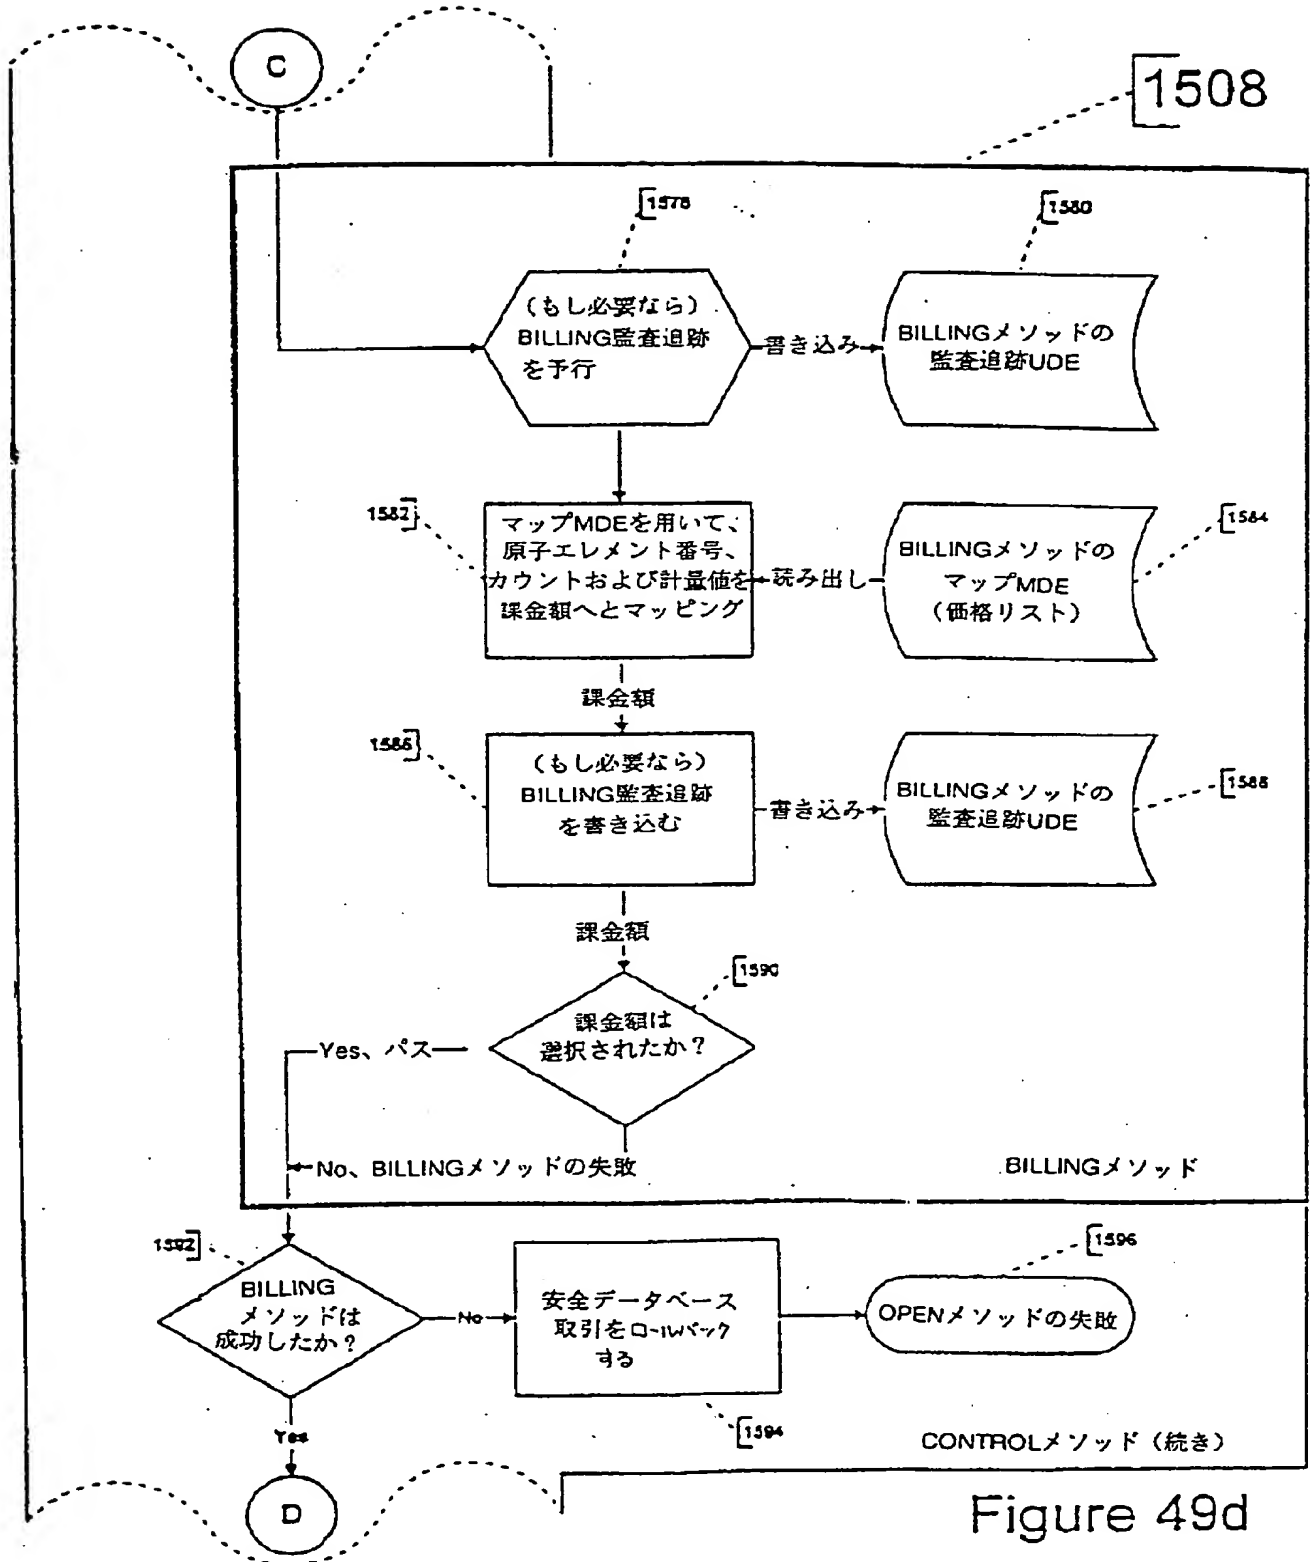 C
1508
1578
1580
（もし必要なら）
BILLING監査追跡
を予行
書き込み
BILLINGメソッドの
監査追跡UDE
1582
マップMDEを用いて、
原子エレメント番号、
カウントおよび計量値を
課金額へとマッピング
読み出し
BILLINGメソッドの
マップMDE
（価格リスト）
1584
課金額
1586
（もし必要なら）
BILLING監査追跡
を書き込む
書き込み
BILLINGメソッドの
監査追跡UDE
1588
課金額
1590
課金額は
選択されたか？
Yes、パス
No、BILLINGメソッドの失敗
BILLINGメソッド
1592
BILLING
メソッドは
成功したか？
No
安全データベース
取引をロールバック
する
1596
OPENメソッドの失敗
Yes
1594
CONTROLメソッド（続き）
D
Figure 49d